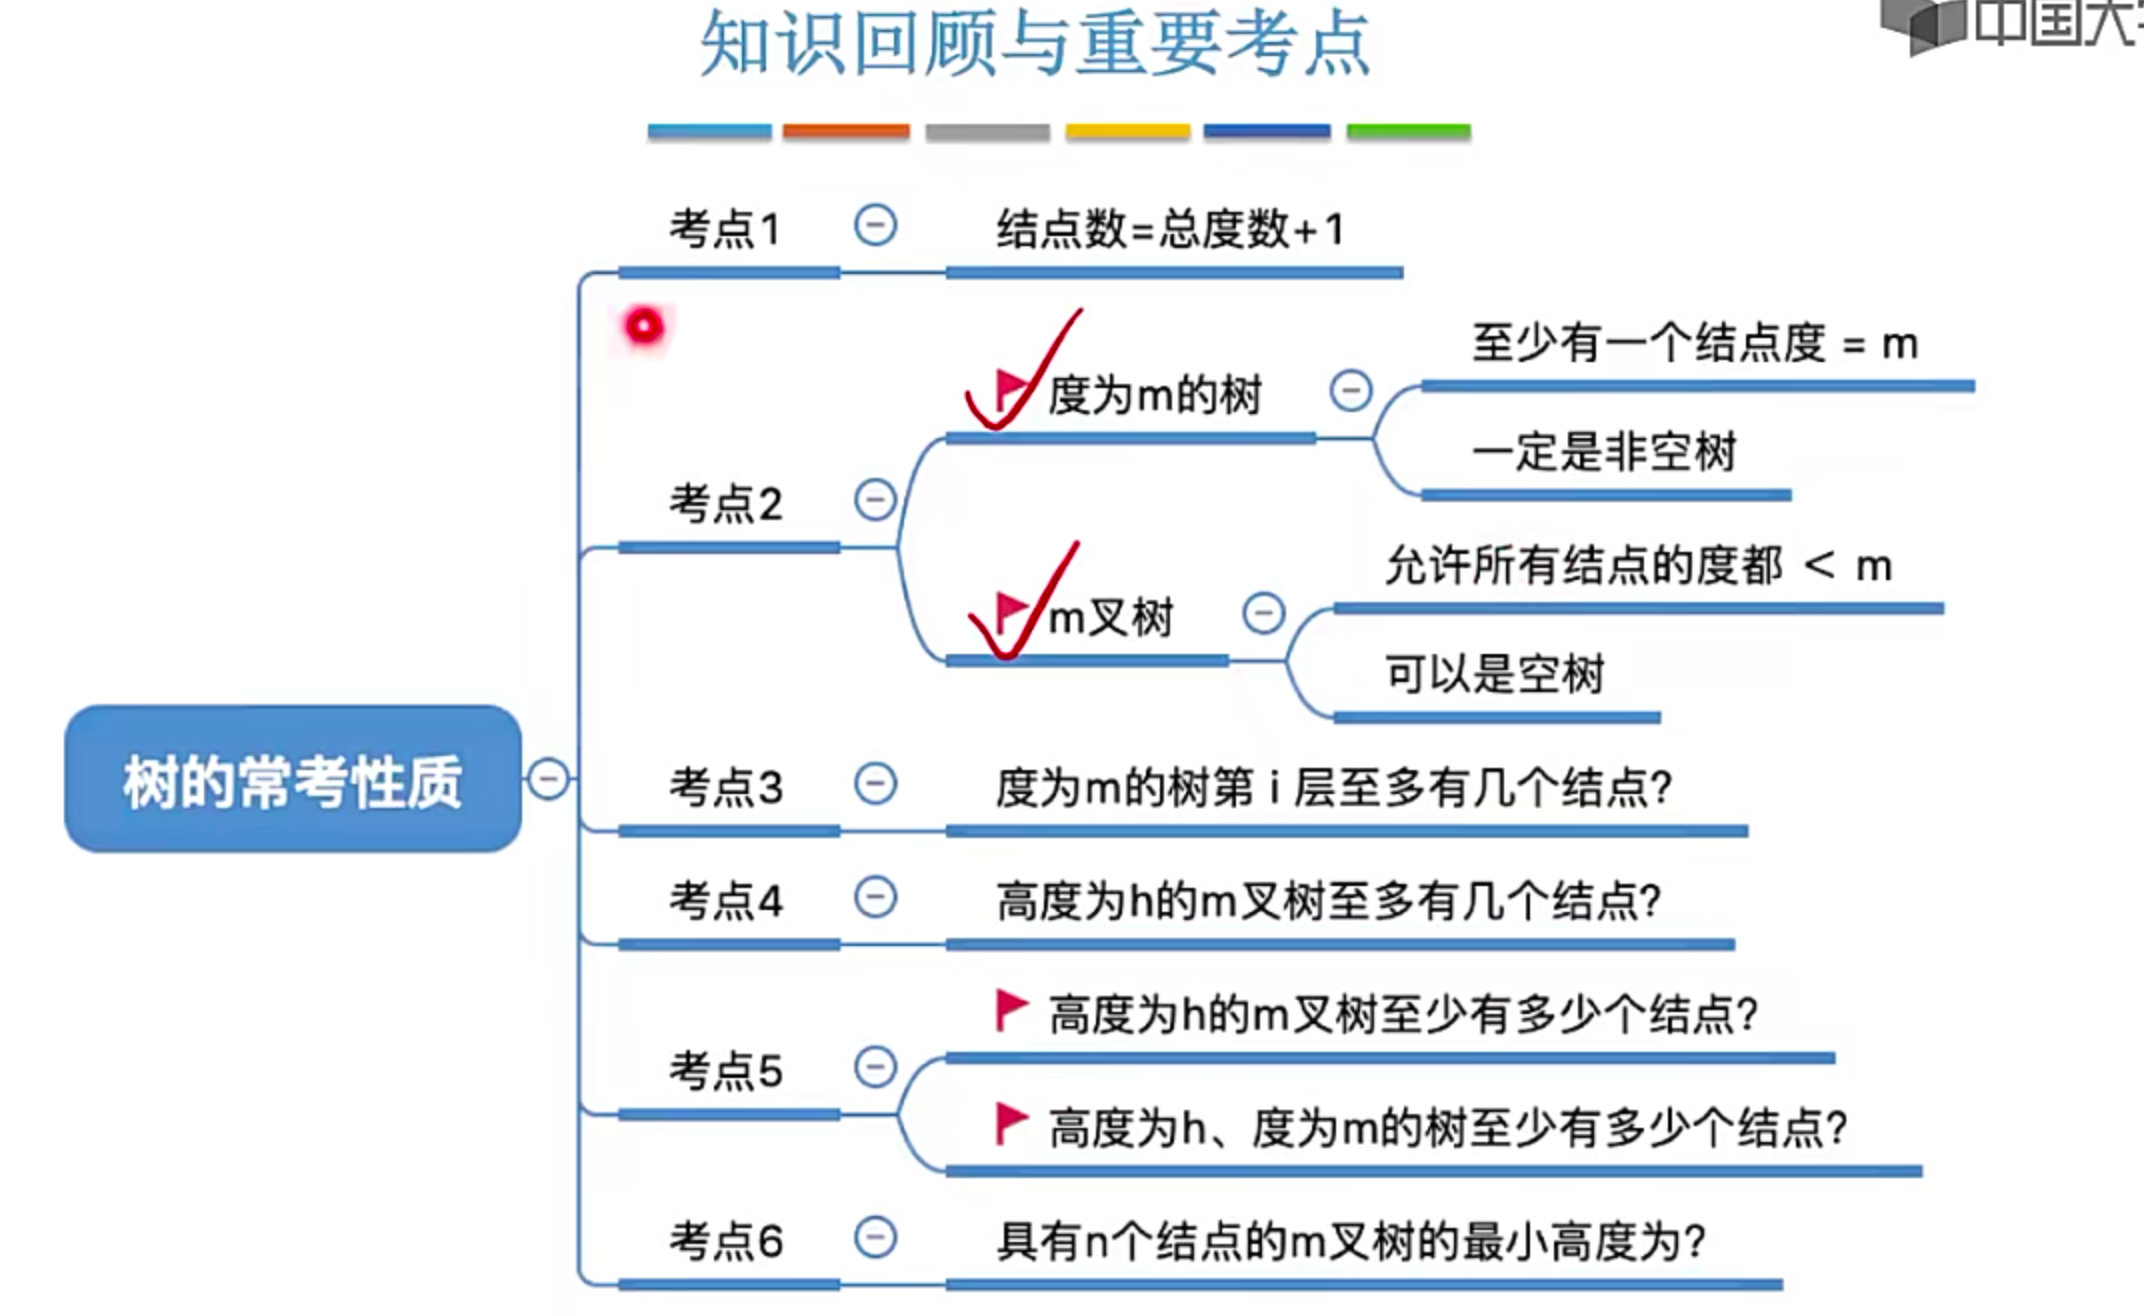 知识回顾与重要考点
中国大
树的常考性质
考点1
结点数=总度数+1
考点2
度为m的树
至少有一个结点度 = m
一定是非空树
m叉树
允许所有结点的度都 < m
可以是空树
考点3
度为m的树第 i 层至多有几个结点?
考点4
高度为h的m叉树至多有几个结点?
考点5
高度为h的m叉树至少有多少个结点?
高度为h、度为m的树至少有多少个结点?
考点6
具有n个结点的m叉树的最小高度为?